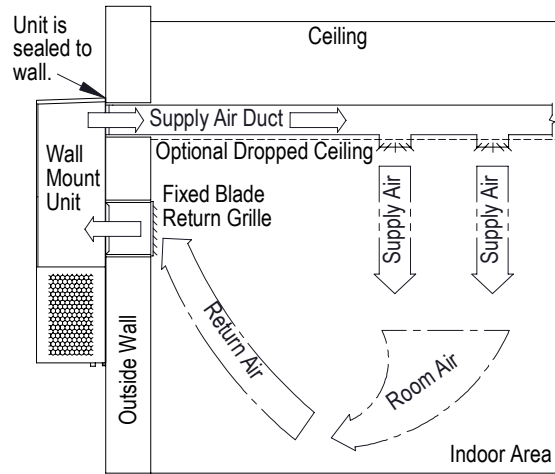 Unit is
sealed to
wall.
Ceiling
Supply Air Duct
Optional Dropped Ceiling
Wall
Mount
Unit
Fixed Blade
Return Grille
Supply Air
Supply Air
Return Air
Room Air
Outside Wall
Indoor Area